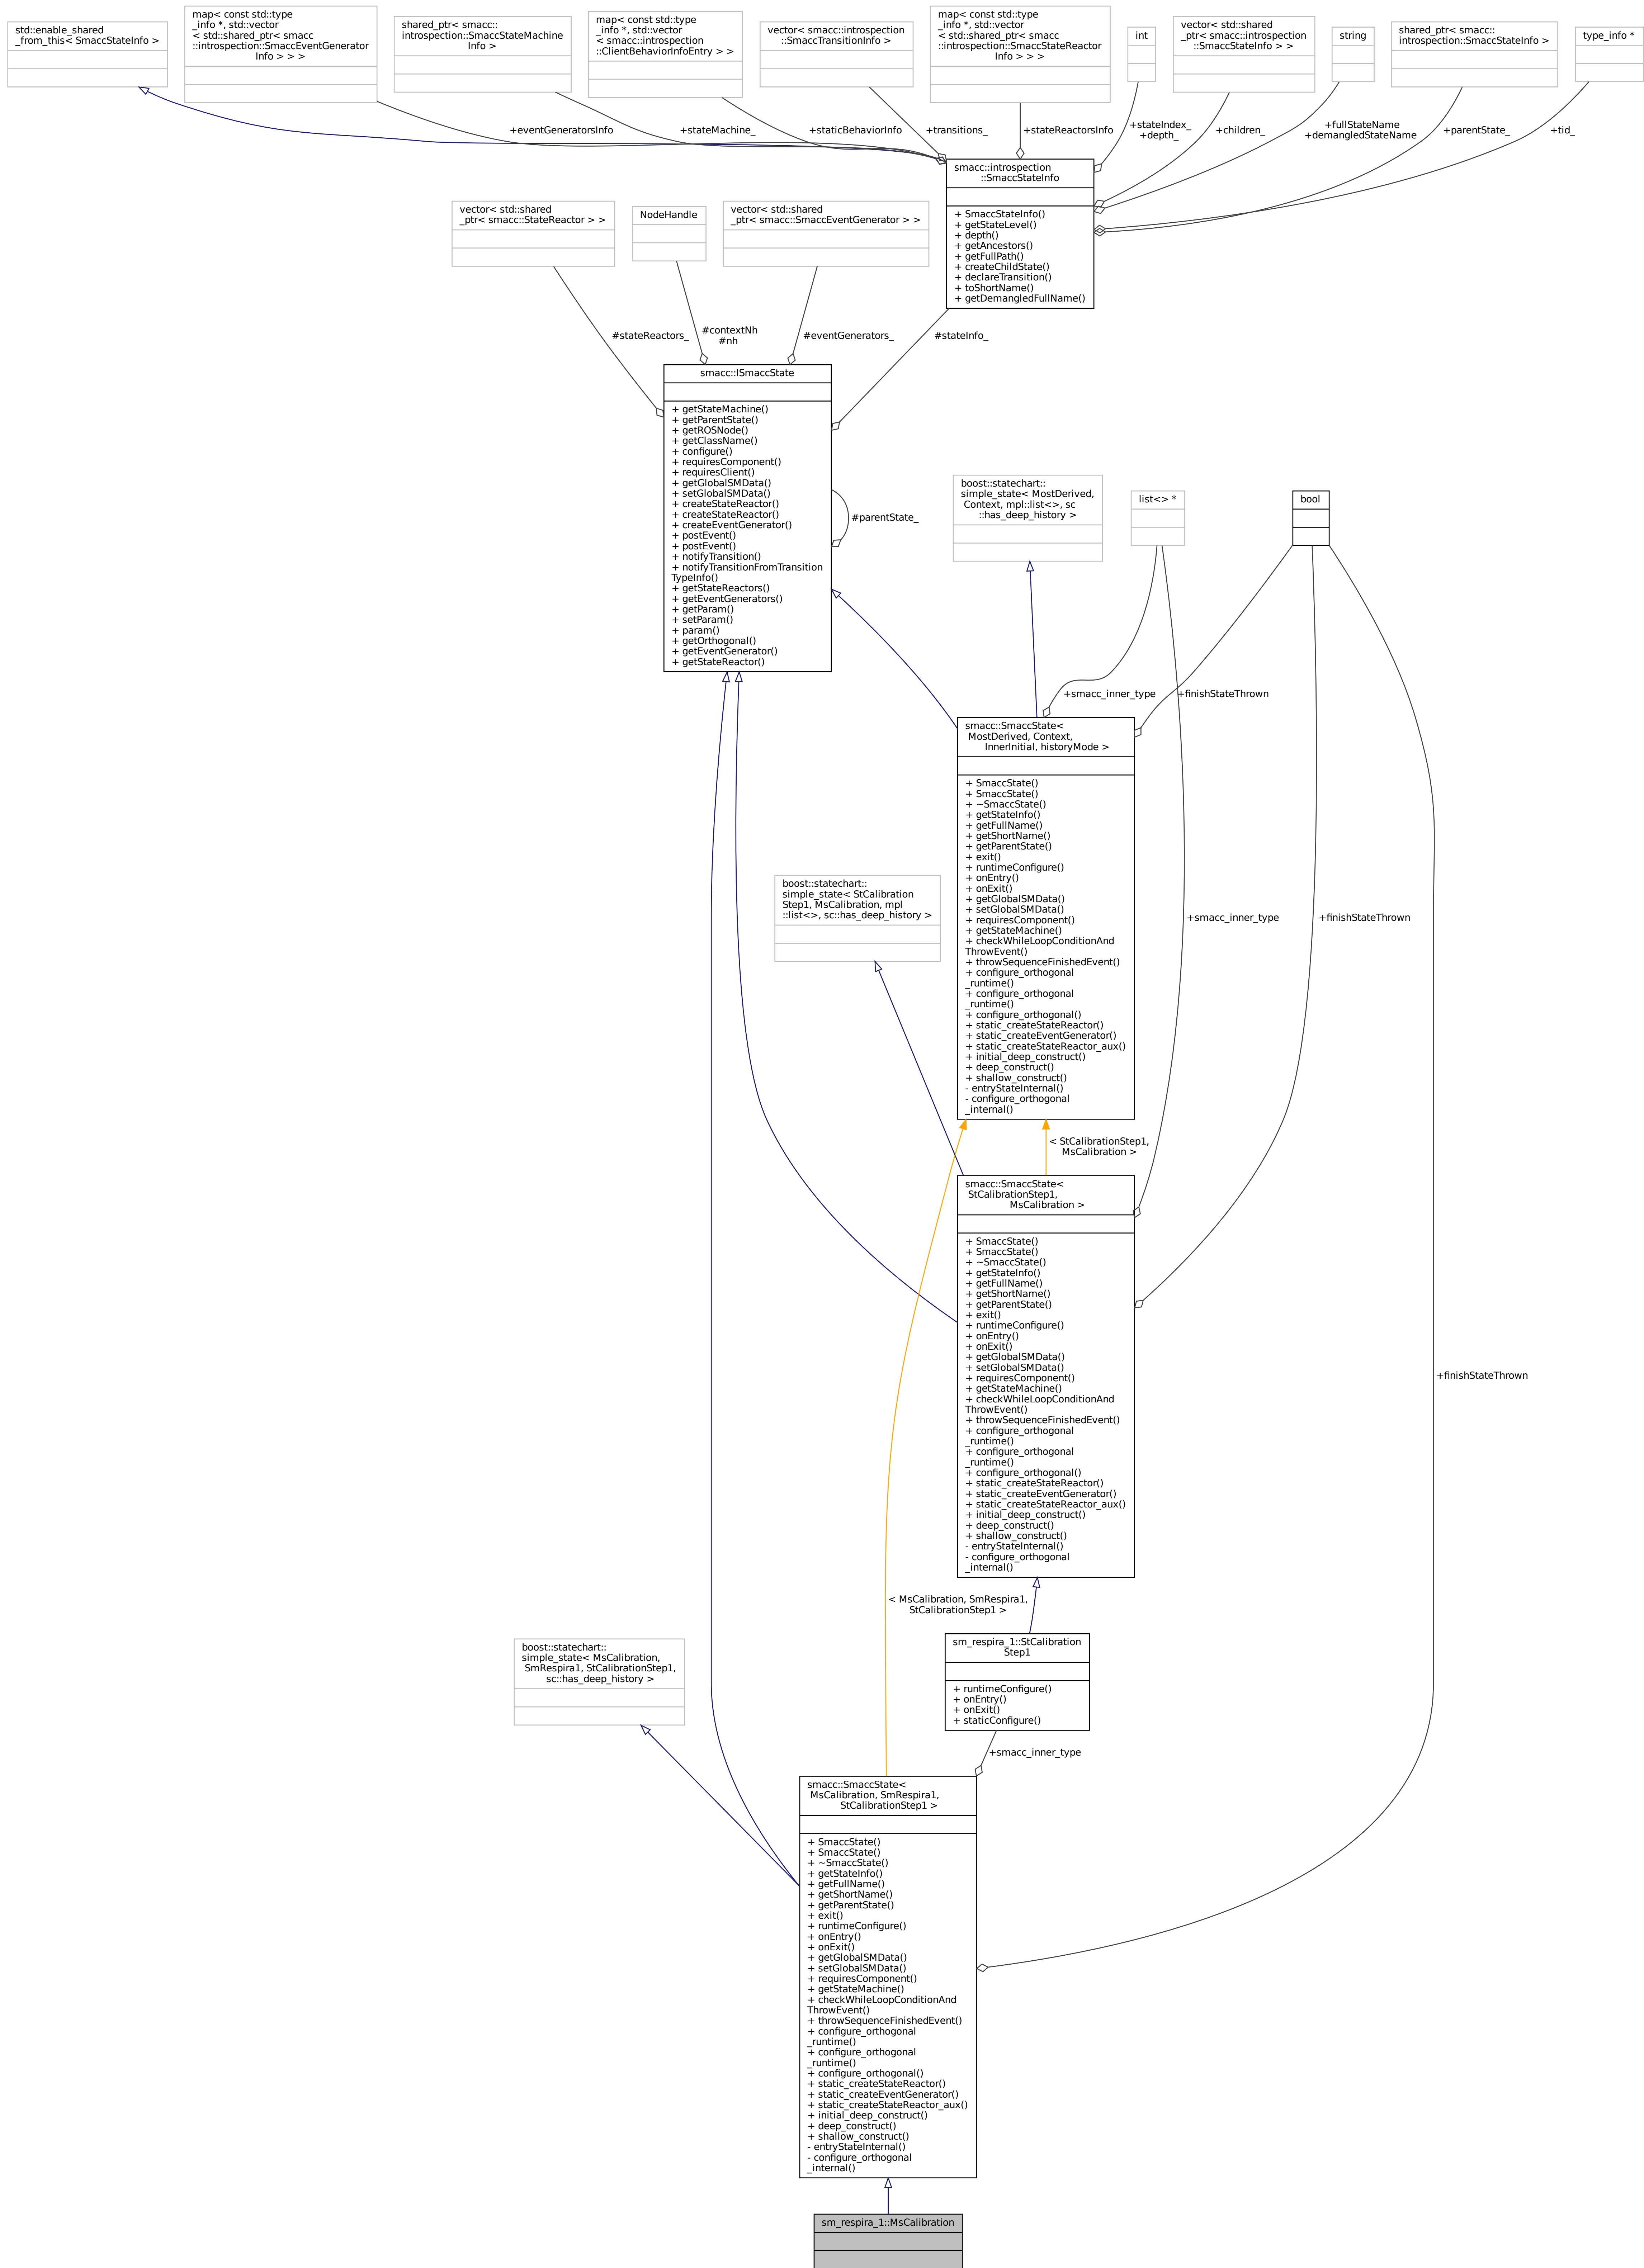 std::enable_shared
_from_this< SmaccStateInfo >
map< const std::type
_info *, std::vector
< std::shared_ptr< smacc
::introspection::SmaccEventGenerator
Info > > >
shared_ptr< smacc::
introspection::SmaccStateMachine
Info >
map< const std::type
_info *, std::vector
< smacc::introspection
::ClientBehaviorInfoEntry > >
vector< smacc::introspection
::SmaccTransitionInfo >
map< const std::type
_info *, std::vector
< std::shared_ptr< smacc
::introspection::SmaccStateReactor
Info > > >
int
vector< std::shared
_ptr< smacc::introspection
::SmaccStateInfo > >
string
shared_ptr< smacc::
introspection::SmaccStateInfo >
type_info *
+eventGeneratorsInfo
+stateMachine_
+staticBehaviorInfo
+transitions_
+stateReactorsInfo
+stateIndex_
+depth_
+children_
+fullStateName
+demangledStateName
+parentState_
+tid_
smacc::introspection
::SmaccStateInfo
+ SmaccStateInfo()
+ getStateLevel()
+ depth()
+ getAncestors()
+ getFullPath()
+ createChildState()
+ declareTransition()
+ toShortName()
+ getDemangledFullName()
vector< std::shared
_ptr< smacc::StateReactor > >
NodeHandle
vector< std::shared
_ptr< smacc::SmaccEventGenerator > >
#stateReactors_
#contextNh
#nh
#eventGenerators_
#stateInfo_
smacc::ISmaccState
+ getStateMachine()
+ getParentState()
+ getROSNode()
+ getClassName()
+ configure()
+ requiresComponent()
+ requiresClient()
+ getGlobalSMData()
+ setGlobalSMData()
+ createStateReactor()
+ createStateReactor()
+ createEventGenerator()
+ postEvent()
+ postEvent()
+ notifyTransition()
+ notifyTransitionFromTransition
TypeInfo()
+ getStateReactors()
+ getEventGenerators()
+ getParam()
+ setParam()
+ param()
+ getOrthogonal()
+ getEventGenerator()
+ getStateReactor()
#parentState_
boost::statechart::
simple_state< MostDerived,
Context, mpl::list<>, sc
::has_deep_history >
list<> *
bool
+smacc_inner_type
+finishStateThrown
smacc::SmaccState<
MostDerived, Context,
InnerInitial, historyMode >
+ SmaccState()
+ SmaccState()
+ ~SmaccState()
+ getStateInfo()
+ getFullName()
+ getShortName()
+ getParentState()
+ exit()
+ runtimeConfigure()
+ onEntry()
+ onExit()
+ getGlobalSMData()
+ setGlobalSMData()
+ requiresComponent()
+ getStateMachine()
+ checkWhileLoopConditionAnd
ThrowEvent()
+ throwSequenceFinishedEvent()
+ configure_orthogonal
_runtime()
+ configure_orthogonal
_runtime()
+ configure_orthogonal()
+ static_createStateReactor()
+ static_createEventGenerator()
+ static_createStateReactor_aux()
+ initial_deep_construct()
+ deep_construct()
+ shallow_construct()
- entryStateInternal()
- configure_orthogonal
_internal()
boost::statechart::
simple_state< StCalibration
Step1, MsCalibration, mpl
::list<>, sc::has_deep_history >
+smacc_inner_type
+finishStateThrown
< StCalibrationStep1,
MsCalibration >
smacc::SmaccState<
StCalibrationStep1,
MsCalibration >
+ SmaccState()
+ SmaccState()
+ ~SmaccState()
+ getStateInfo()
+ getFullName()
+ getShortName()
+ getParentState()
+ exit()
+ runtimeConfigure()
+ onEntry()
+ onExit()
+ getGlobalSMData()
+ setGlobalSMData()
+ requiresComponent()
+ getStateMachine()
+ checkWhileLoopConditionAnd
ThrowEvent()
+ throwSequenceFinishedEvent()
+ configure_orthogonal
_runtime()
+ configure_orthogonal
_runtime()
+ configure_orthogonal()
+ static_createStateReactor()
+ static_createEventGenerator()
+ static_createStateReactor_aux()
+ initial_deep_construct()
+ deep_construct()
+ shallow_construct()
- entryStateInternal()
- configure_orthogonal
_internal()
+finishStateThrown
< MsCalibration, SmRespira1,
StCalibrationStep1 >
boost::statechart::
simple_state< MsCalibration,
SmRespira1, StCalibrationStep1,
sc::has_deep_history >
sm_respira_1::StCalibration
Step1
+ runtimeConfigure()
+ onEntry()
+ onExit()
+ staticConfigure()
+smacc_inner_type
smacc::SmaccState<
MsCalibration, SmRespira1,
StCalibrationStep1 >
+ SmaccState()
+ SmaccState()
+ ~SmaccState()
+ getStateInfo()
+ getFullName()
+ getShortName()
+ getParentState()
+ exit()
+ runtimeConfigure()
+ onEntry()
+ onExit()
+ getGlobalSMData()
+ setGlobalSMData()
+ requiresComponent()
+ getStateMachine()
+ checkWhileLoopConditionAnd
ThrowEvent()
+ throwSequenceFinishedEvent()
+ configure_orthogonal
_runtime()
+ configure_orthogonal
_runtime()
+ configure_orthogonal()
+ static_createStateReactor()
+ static_createEventGenerator()
+ static_createStateReactor_aux()
+ initial_deep_construct()
+ deep_construct()
+ shallow_construct()
- entryStateInternal()
- configure_orthogonal
_internal()
sm_respira_1::MsCalibration